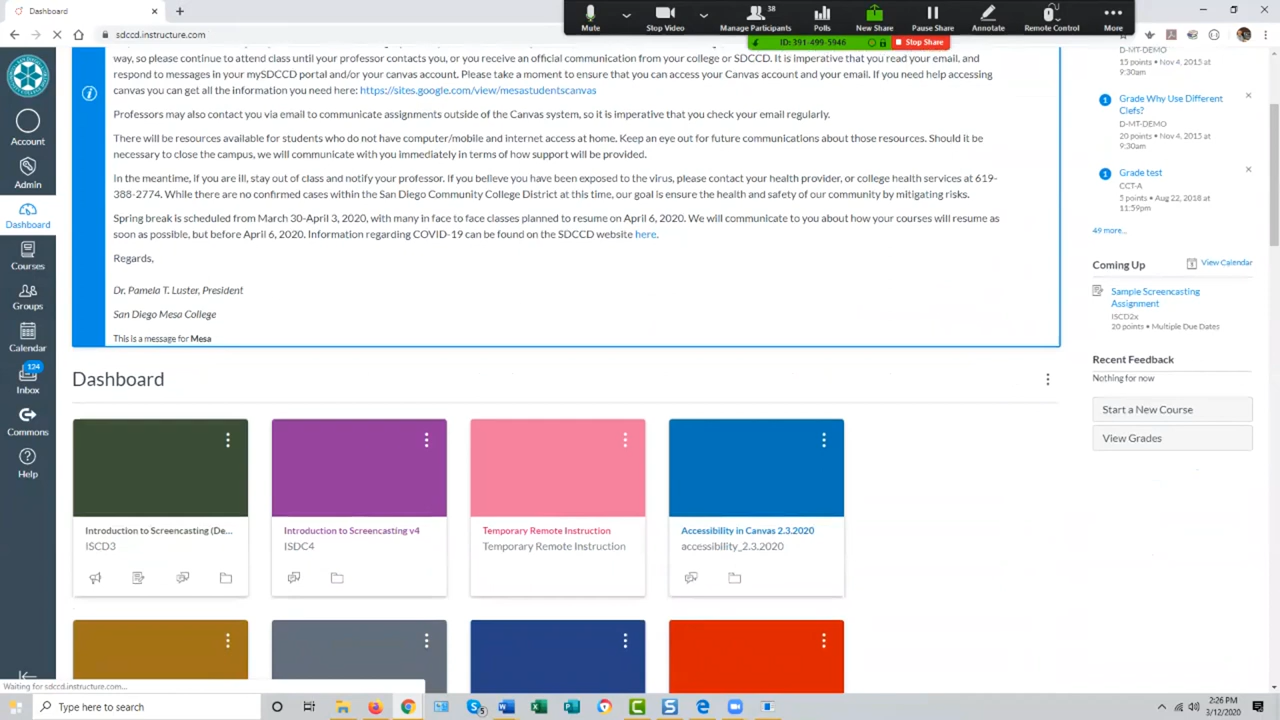 Dashboard
Mute
Stop Video
Manage Participants
38
Polls
New Share
Pause Share
Annotate
Remote Control
More
sdccd.instructure.com
ID: 391-499-5946
Stop Share
way, so please continue to attend class until your professor contacts you, or you receive an official communication from your college or SDCCD. It is imperative that you read your email, and
respond to messages in your mySDCCD portal and/or your canvas account. Please take a moment to ensure that you can access your Canvas account and your email. If you need help accessing
canvas you can get all the information you need here: https://sites.google.com/view/mesastudentscanvas
Professors may also contact you via email to communicate assignments outside of the Canvas system, so it is imperative that you check your email regularly.
There will be resources available for students who do not have computer, mobile and internet access at home. Keep an eye out for future communications about those resources. Should it be
necessary to close the campus, we will communicate with you immediately in terms of how support will be provided.
In the meantime, if you are ill, stay out of class and notify your professor. If you believe you have been exposed to the virus, please contact your health provider, or college health services at 619-
388-2774. While there are no confirmed cases within the San Diego Community College District at this time, our goal is ensure the health and safety of our community by mitigating risks.
Spring break is scheduled from March 30-April 3, 2020, with many in face to face classes planned to resume on April 6, 2020. We will communicate to you about how your courses will resume as
soon as possible, but before April 6, 2020. Information regarding COVID-19 can be found on the SDCCD website here.
Regards,
Dr. Pamela T. Luster, President
San Diego Mesa College
This is a message for Mesa
Account
Admin
Dashboard
Courses
Groups
Calendar
124
Inbox
Commons
Help
Dashboard
Introduction to Screencasting (De...
ISCD3
Introduction to Screencasting v4
ISDC4
Temporary Remote Instruction
Temporary Remote Instruction
Accessibility in Canvas 2.3.2020
accessibility_2.3.2020
D-MT-DEMO
15 points • Nov 4, 2015 at
9:30am
1
Grade Why Use Different
Clefs?
D-MT-DEMO
20 points • Nov 4, 2015 at
9:30am
1
Grade test
CCT-A
5 points • Aug 22, 2018 at
11:59pm
49 more...
Coming Up
View Calendar
Sample Screencasting
Assignment
ISCD2x
20 points • Multiple Due Dates
Recent Feedback
Nothing for now
Start a New Course
View Grades
Waiting for sdccd.instructure.com...
Type here to search
2:26 PM
3/12/2020